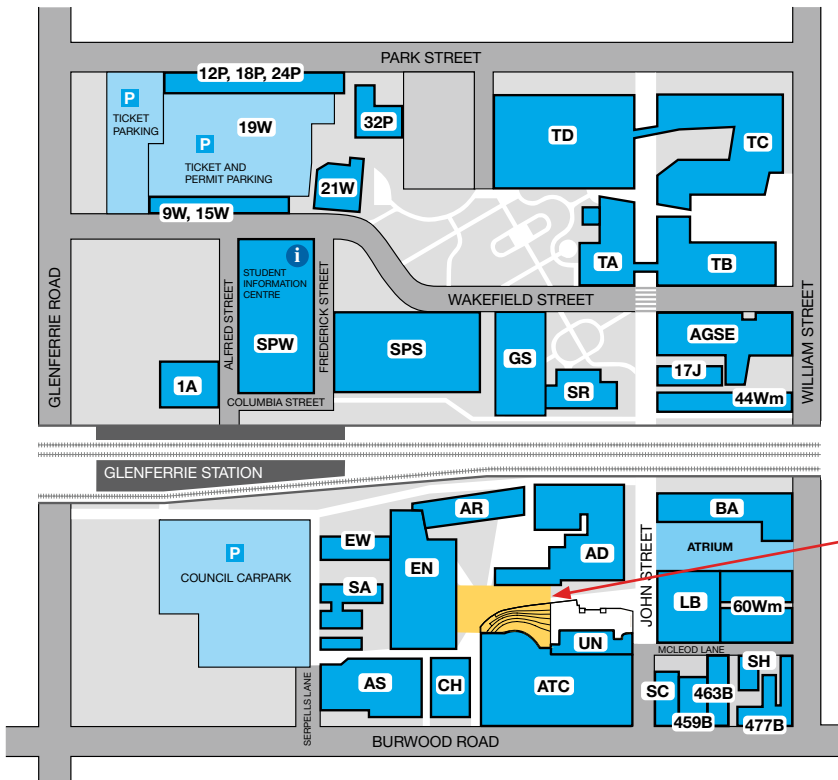 PARK STREET
12P, 18P, 24P
P
TICKET
PARKING
19W
P
TICKET AND
PERMIT PARKING
32P
TD
TC
21W
9W, 15W
TA
TB
GLENFERRIE ROAD
ALFRED STREET
i
STUDENT
INFORMATION
CENTRE
SPW
FREDERICK STREET
WAKEFIELD STREET
WILLIAM STREET
SPS
GS
SR
AGSE
17J
44Wm
1A
COLUMBIA STREET
GLENFERRIE STATION
AR
AD
BA
JOHN STREET
ATRIUM
P
COUNCIL CARPARK
EW
EN
SA
LB
60Wm
UN
MCLEOD LANE
SERPELLS LANE
AS
CH
ATC
SC
463B
SH
459B
477B
BURWOOD ROAD